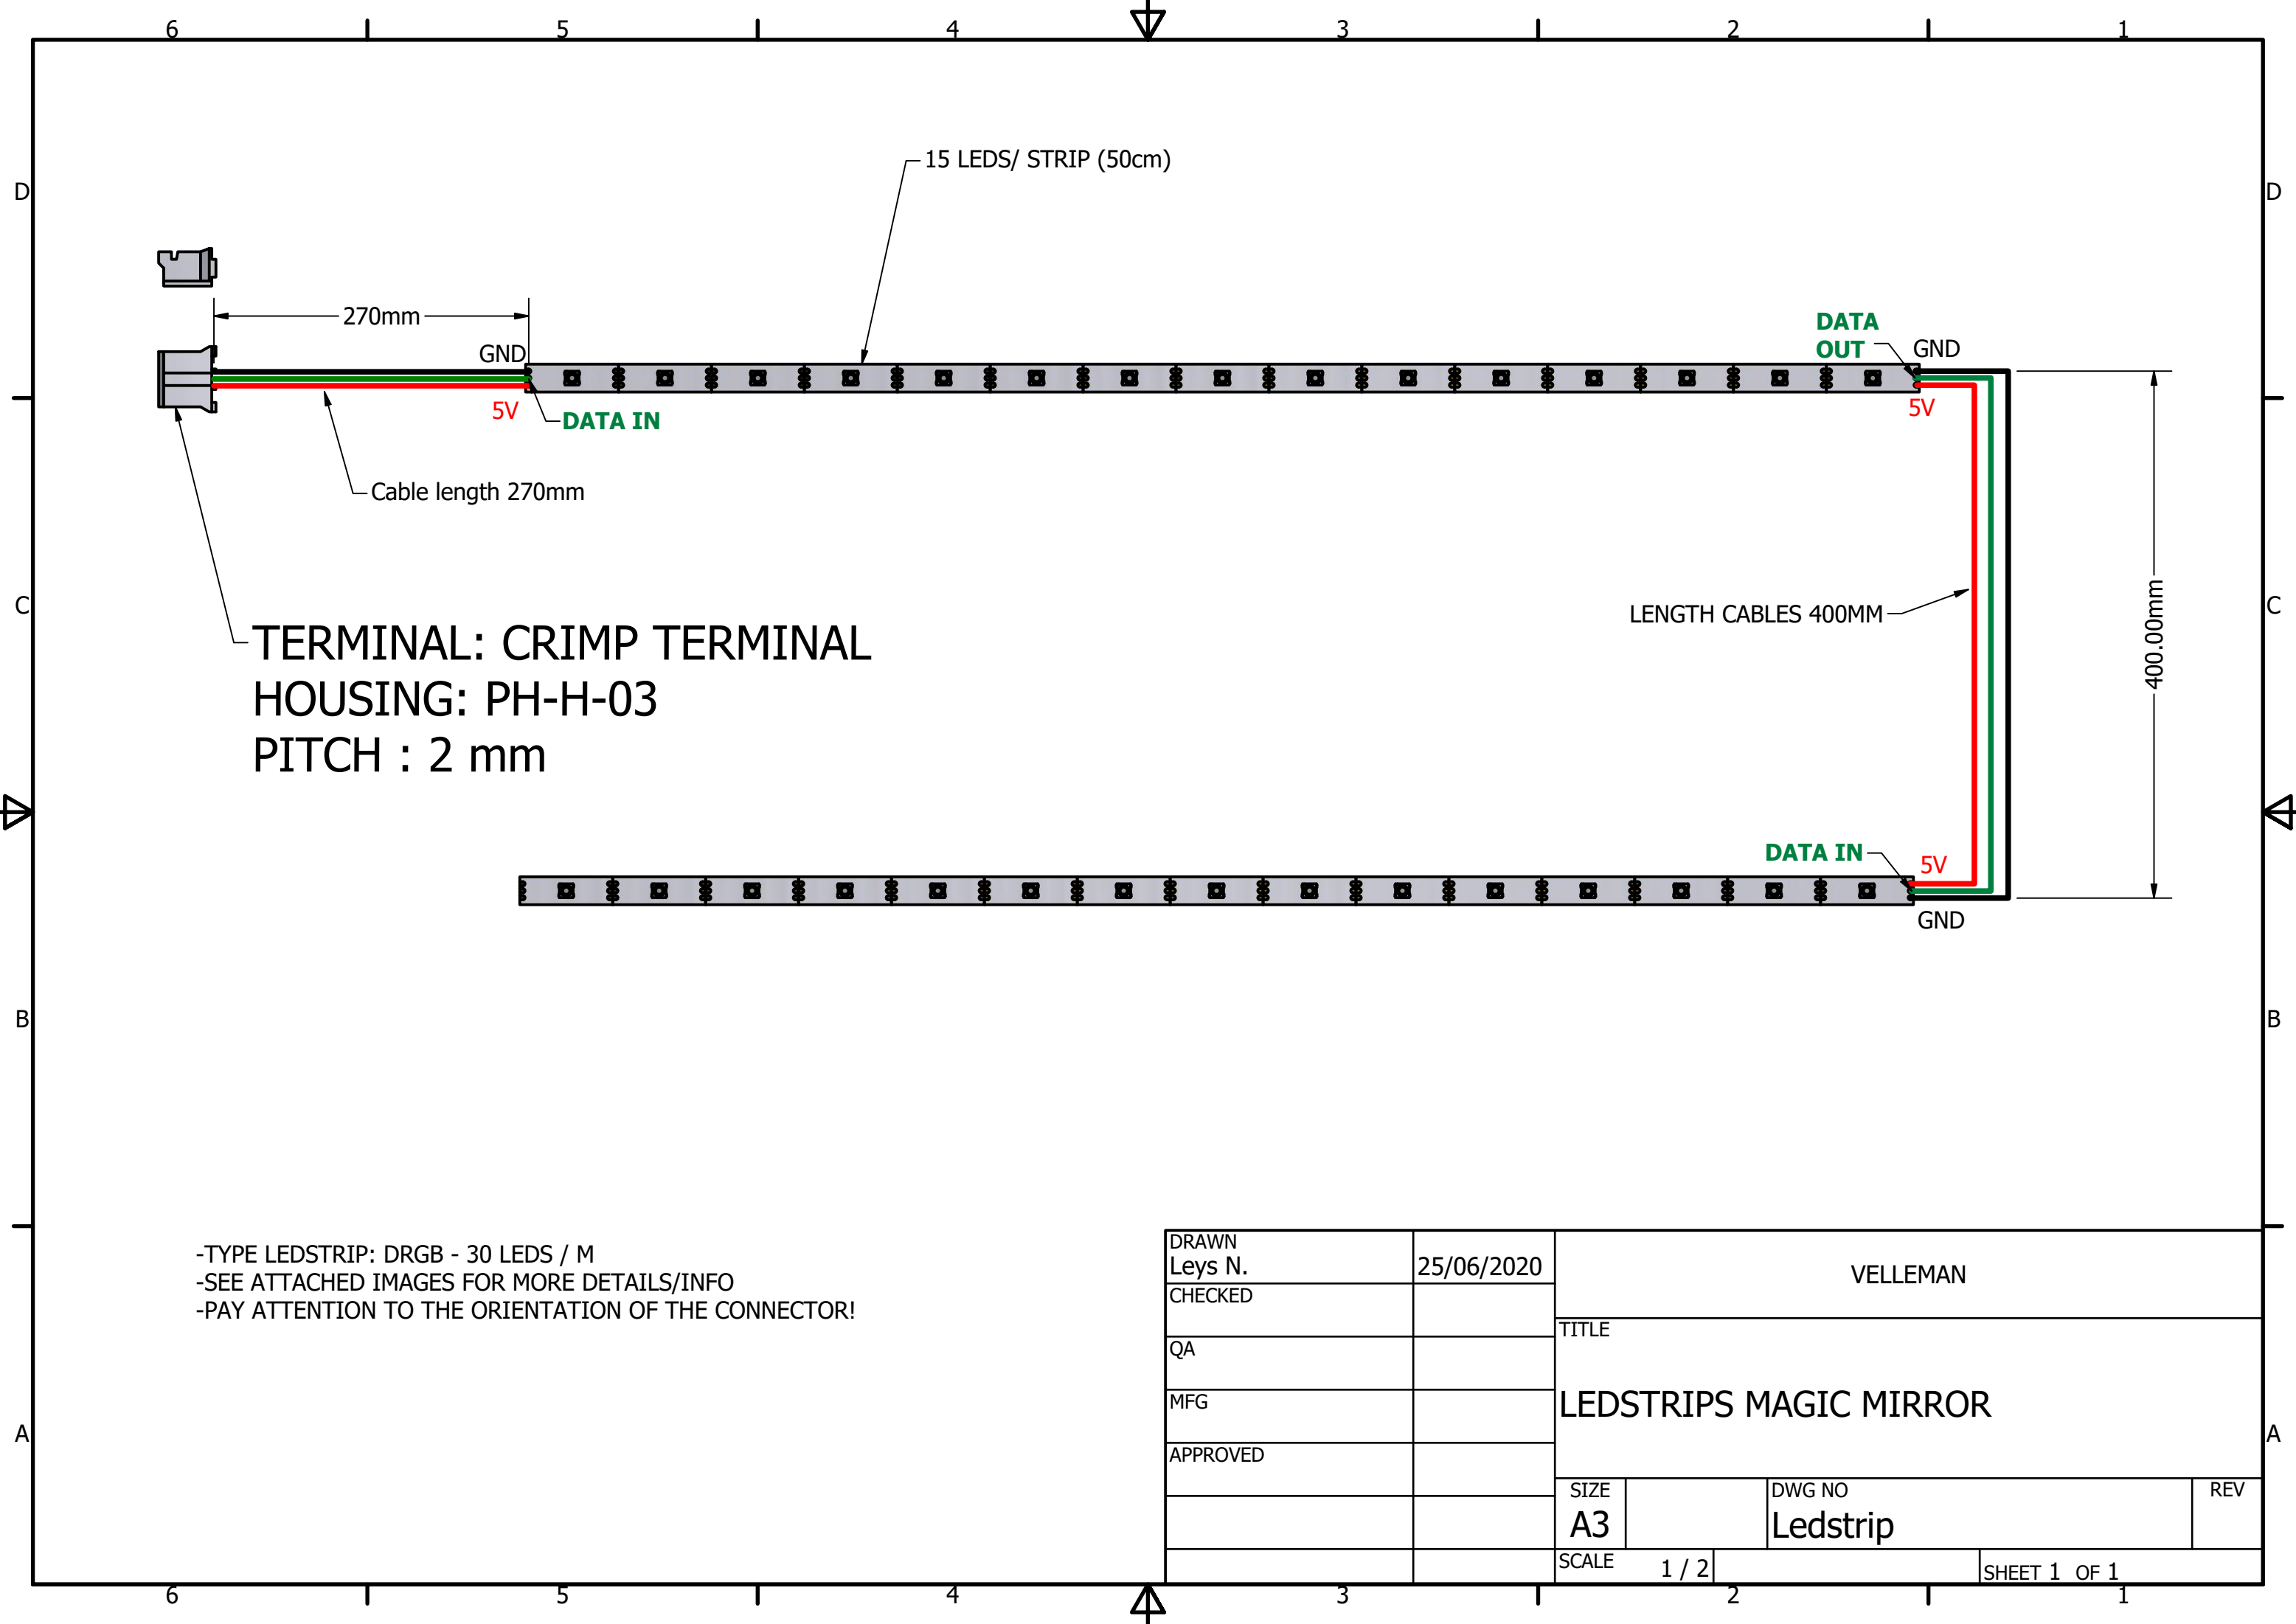 6 5 4 3 2 1
15 LEDS/ STRIP (50cm)
D D
270mm
DATA
OUT
GND GND
5V 5V
DATA IN
Cable length 270mm
C C
LENGTH CABLES 400MM
400.00mm
TERMINAL: CRIMP TERMINAL
HOUSING: PH-H-03
PITCH : 2 mm
DATA IN
5V
GND
B B
-TYPE LEDSTRIP: DRGB - 30 LEDS / M
-SEE ATTACHED IMAGES FOR MORE DETAILS/INFO
-PAY ATTENTION TO THE ORIENTATION OF THE CONNECTOR!
DRAWN
Leys N. 25/06/2020
VELLEMAN
CHECKED
TITLE
QA
MFG
LEDSTRIPS MAGIC MIRROR
A A
APPROVED
SIZE
A3
DWG NO
Ledstrip
REV
SCALE 1 / 2
SHEET 1 OF 1
6 5 4 3 2 1